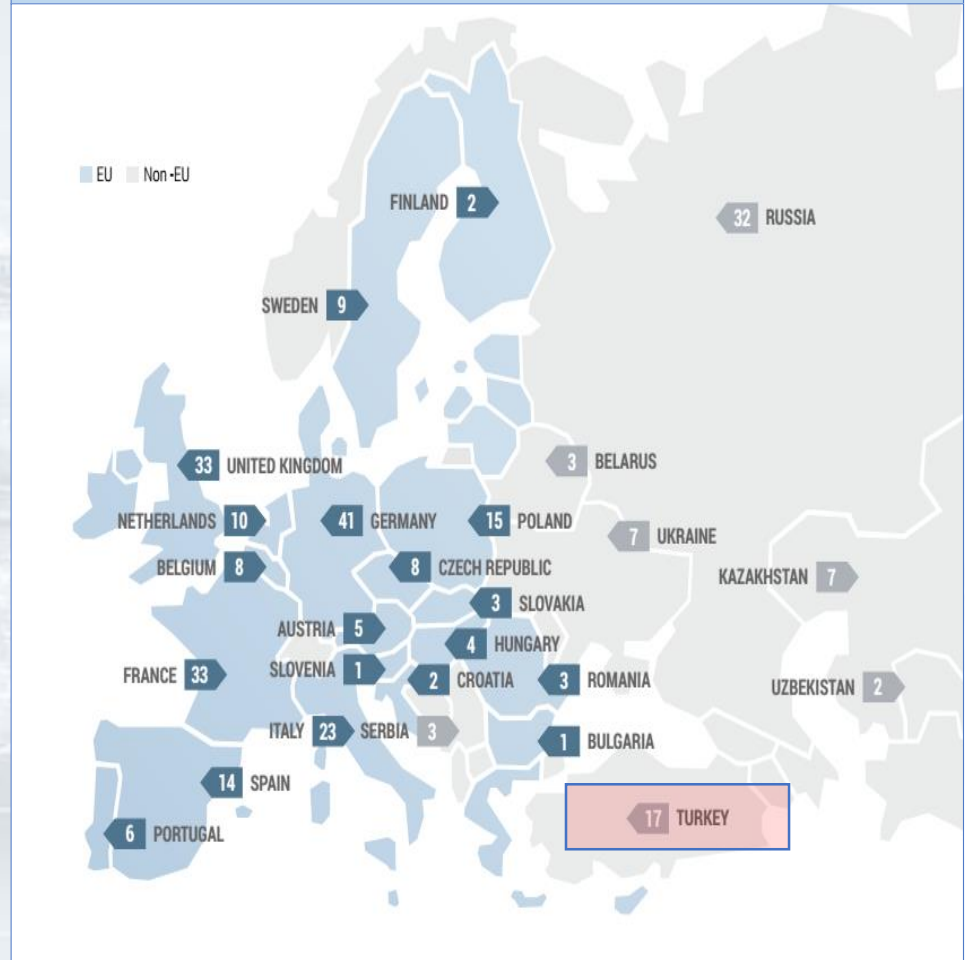 EU Non -EU
FINLAND 2
32 RUSSIA
SWEDEN 9
33 UNITED KINGDOM
3 BELARUS
NETHERLANDS 10
41 GERMANY
15 POLAND
7 UKRAINE
BELGIUM 8
8 CZECH REPUBLIC
KAZAKHSTAN 7
3 SLOVAKIA
AUSTRIA 5
4 HUNGARY
FRANCE 33
SLOVENIA 1
2 CROATIA
3 ROMANIA
UZBEKISTAN 2
ITALY 23
SERBIA 3
1 BULGARIA
14 SPAIN
17 TURKEY
6 PORTUGAL